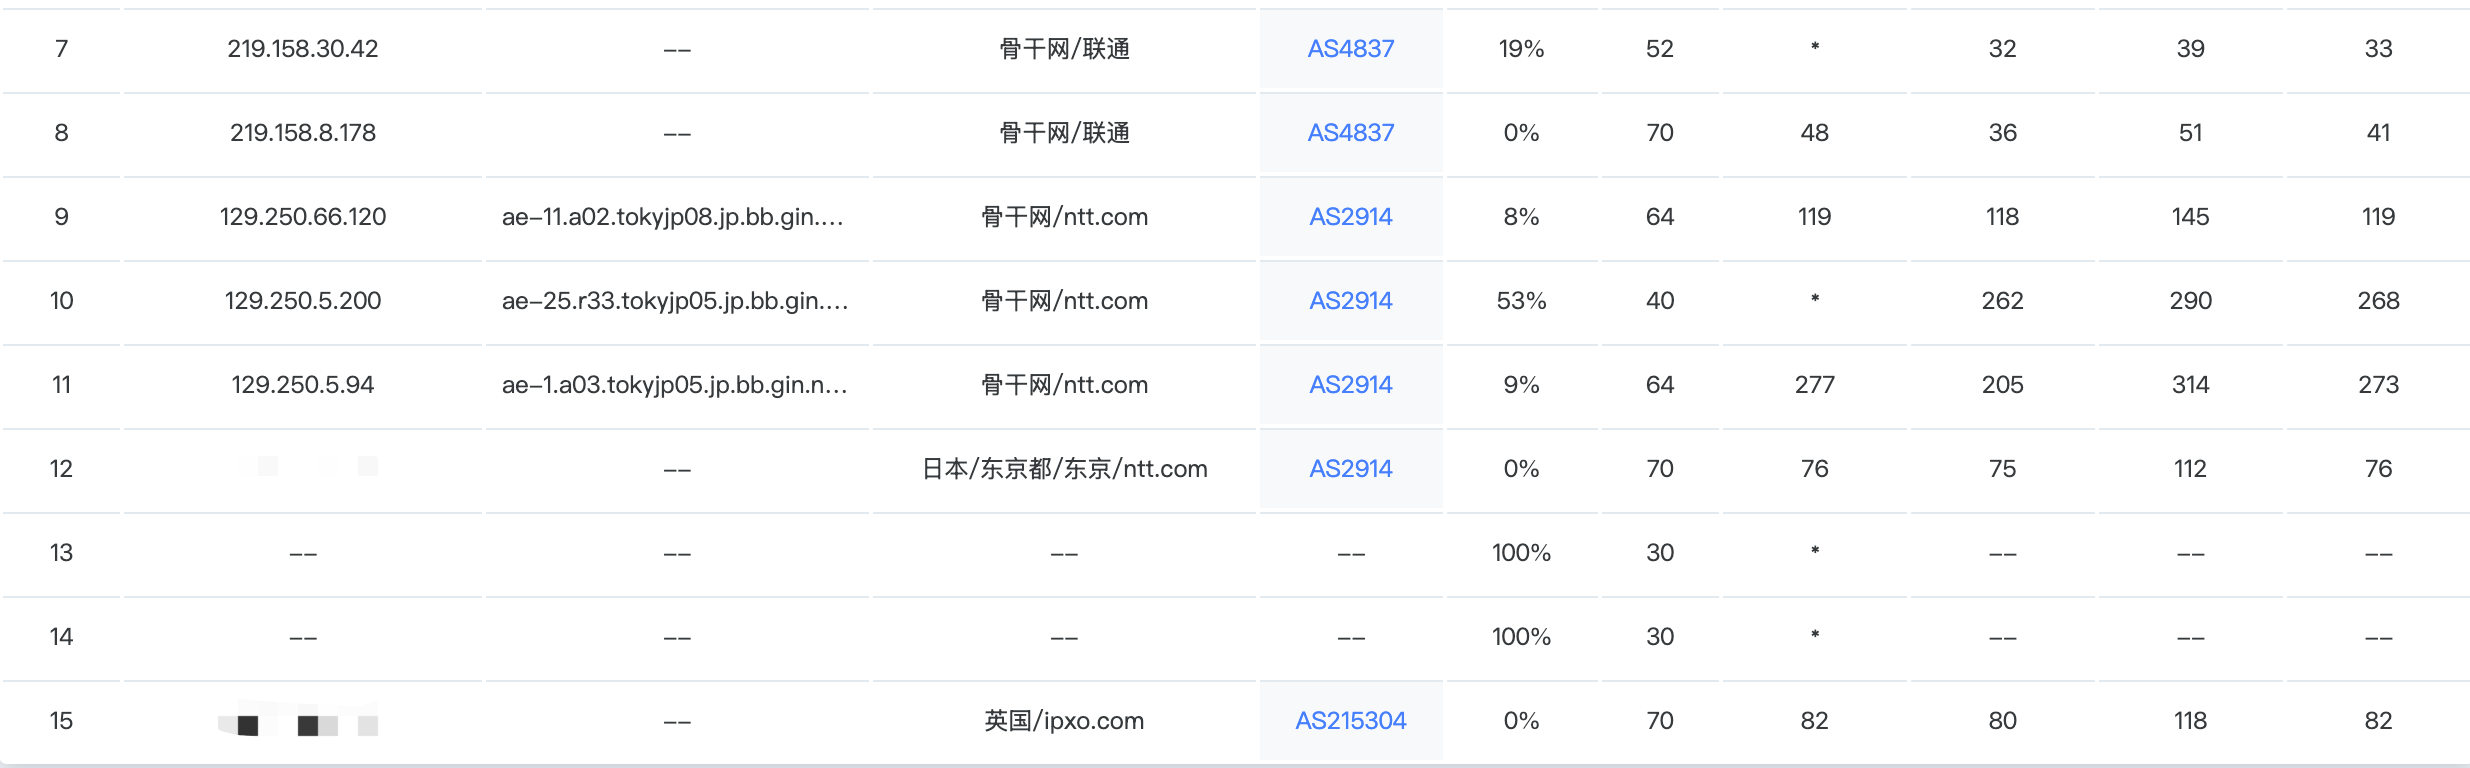 7 219.158.30.42 -- 骨干网/联通 AS4837 19% 52 * 32 39 33
8 219.158.8.178 -- 骨干网/联通 AS4837 0% 70 48 36 51 41
9 129.250.66.120 ae-11.a02.tokyjp08.jp.bb.gin.... 骨干网/ntt.com AS2914 8% 64 119 118 145 119
10 129.250.5.200 ae-25.r33.tokyjp05.jp.bb.gin.... 骨干网/ntt.com AS2914 53% 40 * 262 290 268
11 129.250.5.94 ae-1.a03.tokyjp05.jp.bb.gin.n... 骨干网/ntt.com AS2914 9% 64 277 205 314 273
12 -- 日本/东京都/东京/ntt.com AS2914 0% 70 76 75 112 76
13 -- -- -- -- 100% 30 * -- -- --
14 -- -- -- -- 100% 30 * -- -- --
15 -- 英国/ipxo.com AS215304 0% 70 82 80 118 82